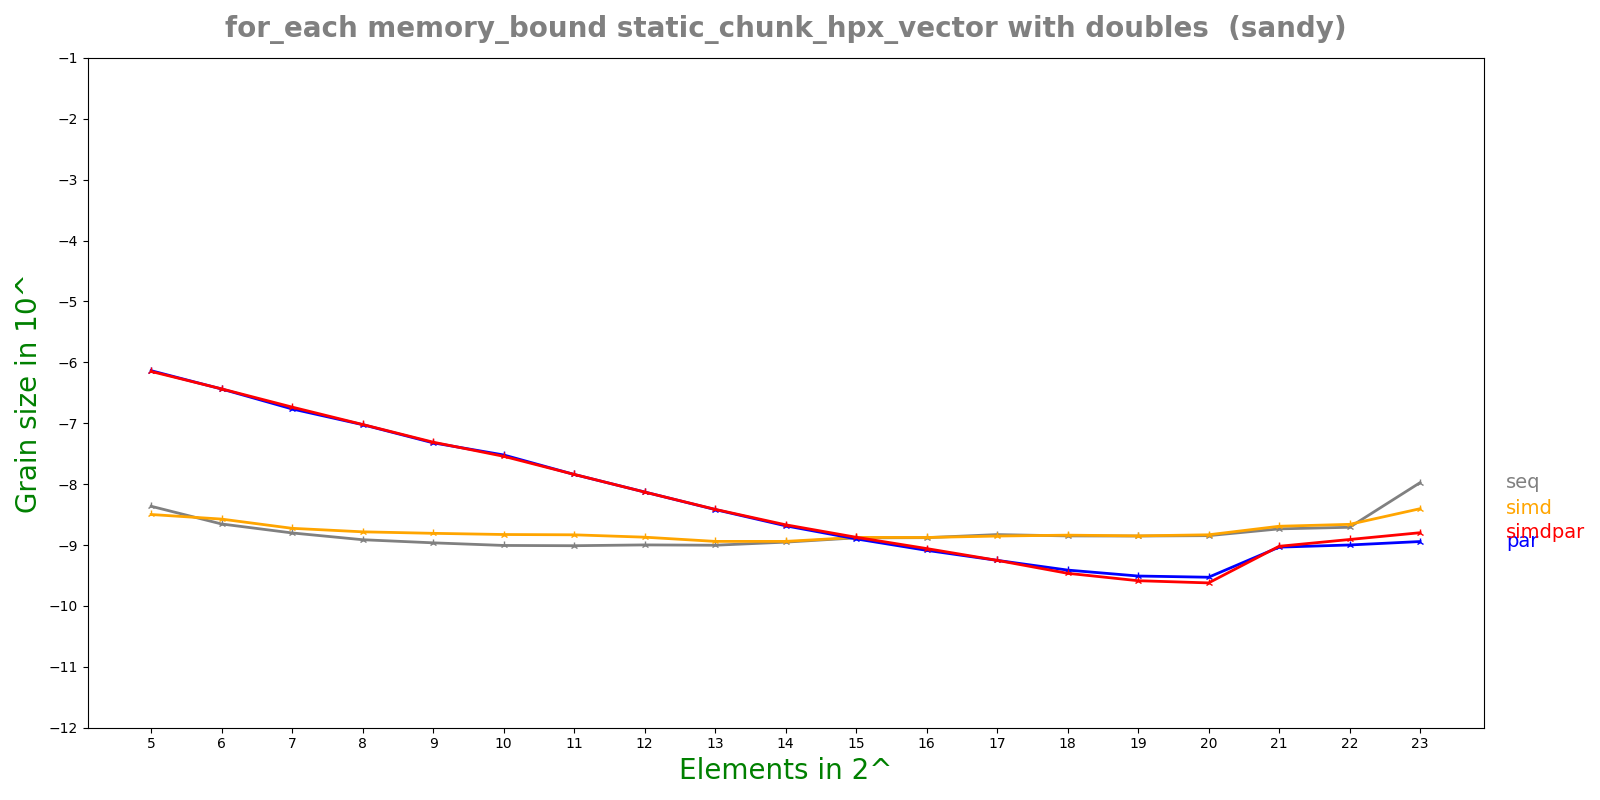 for_each memory_bound static_chunk_hpx_vector with doubles  (sandy)
Grain size in 10^
−1
−2
−3
−4
−5
−6
−7
−8
−9
−10
−11
−12
seq
simd
simdpar
par
5 6 7 8 9 10 11 12 13 14 15 16 17 18 19 20 21 22 23
Elements in 2^